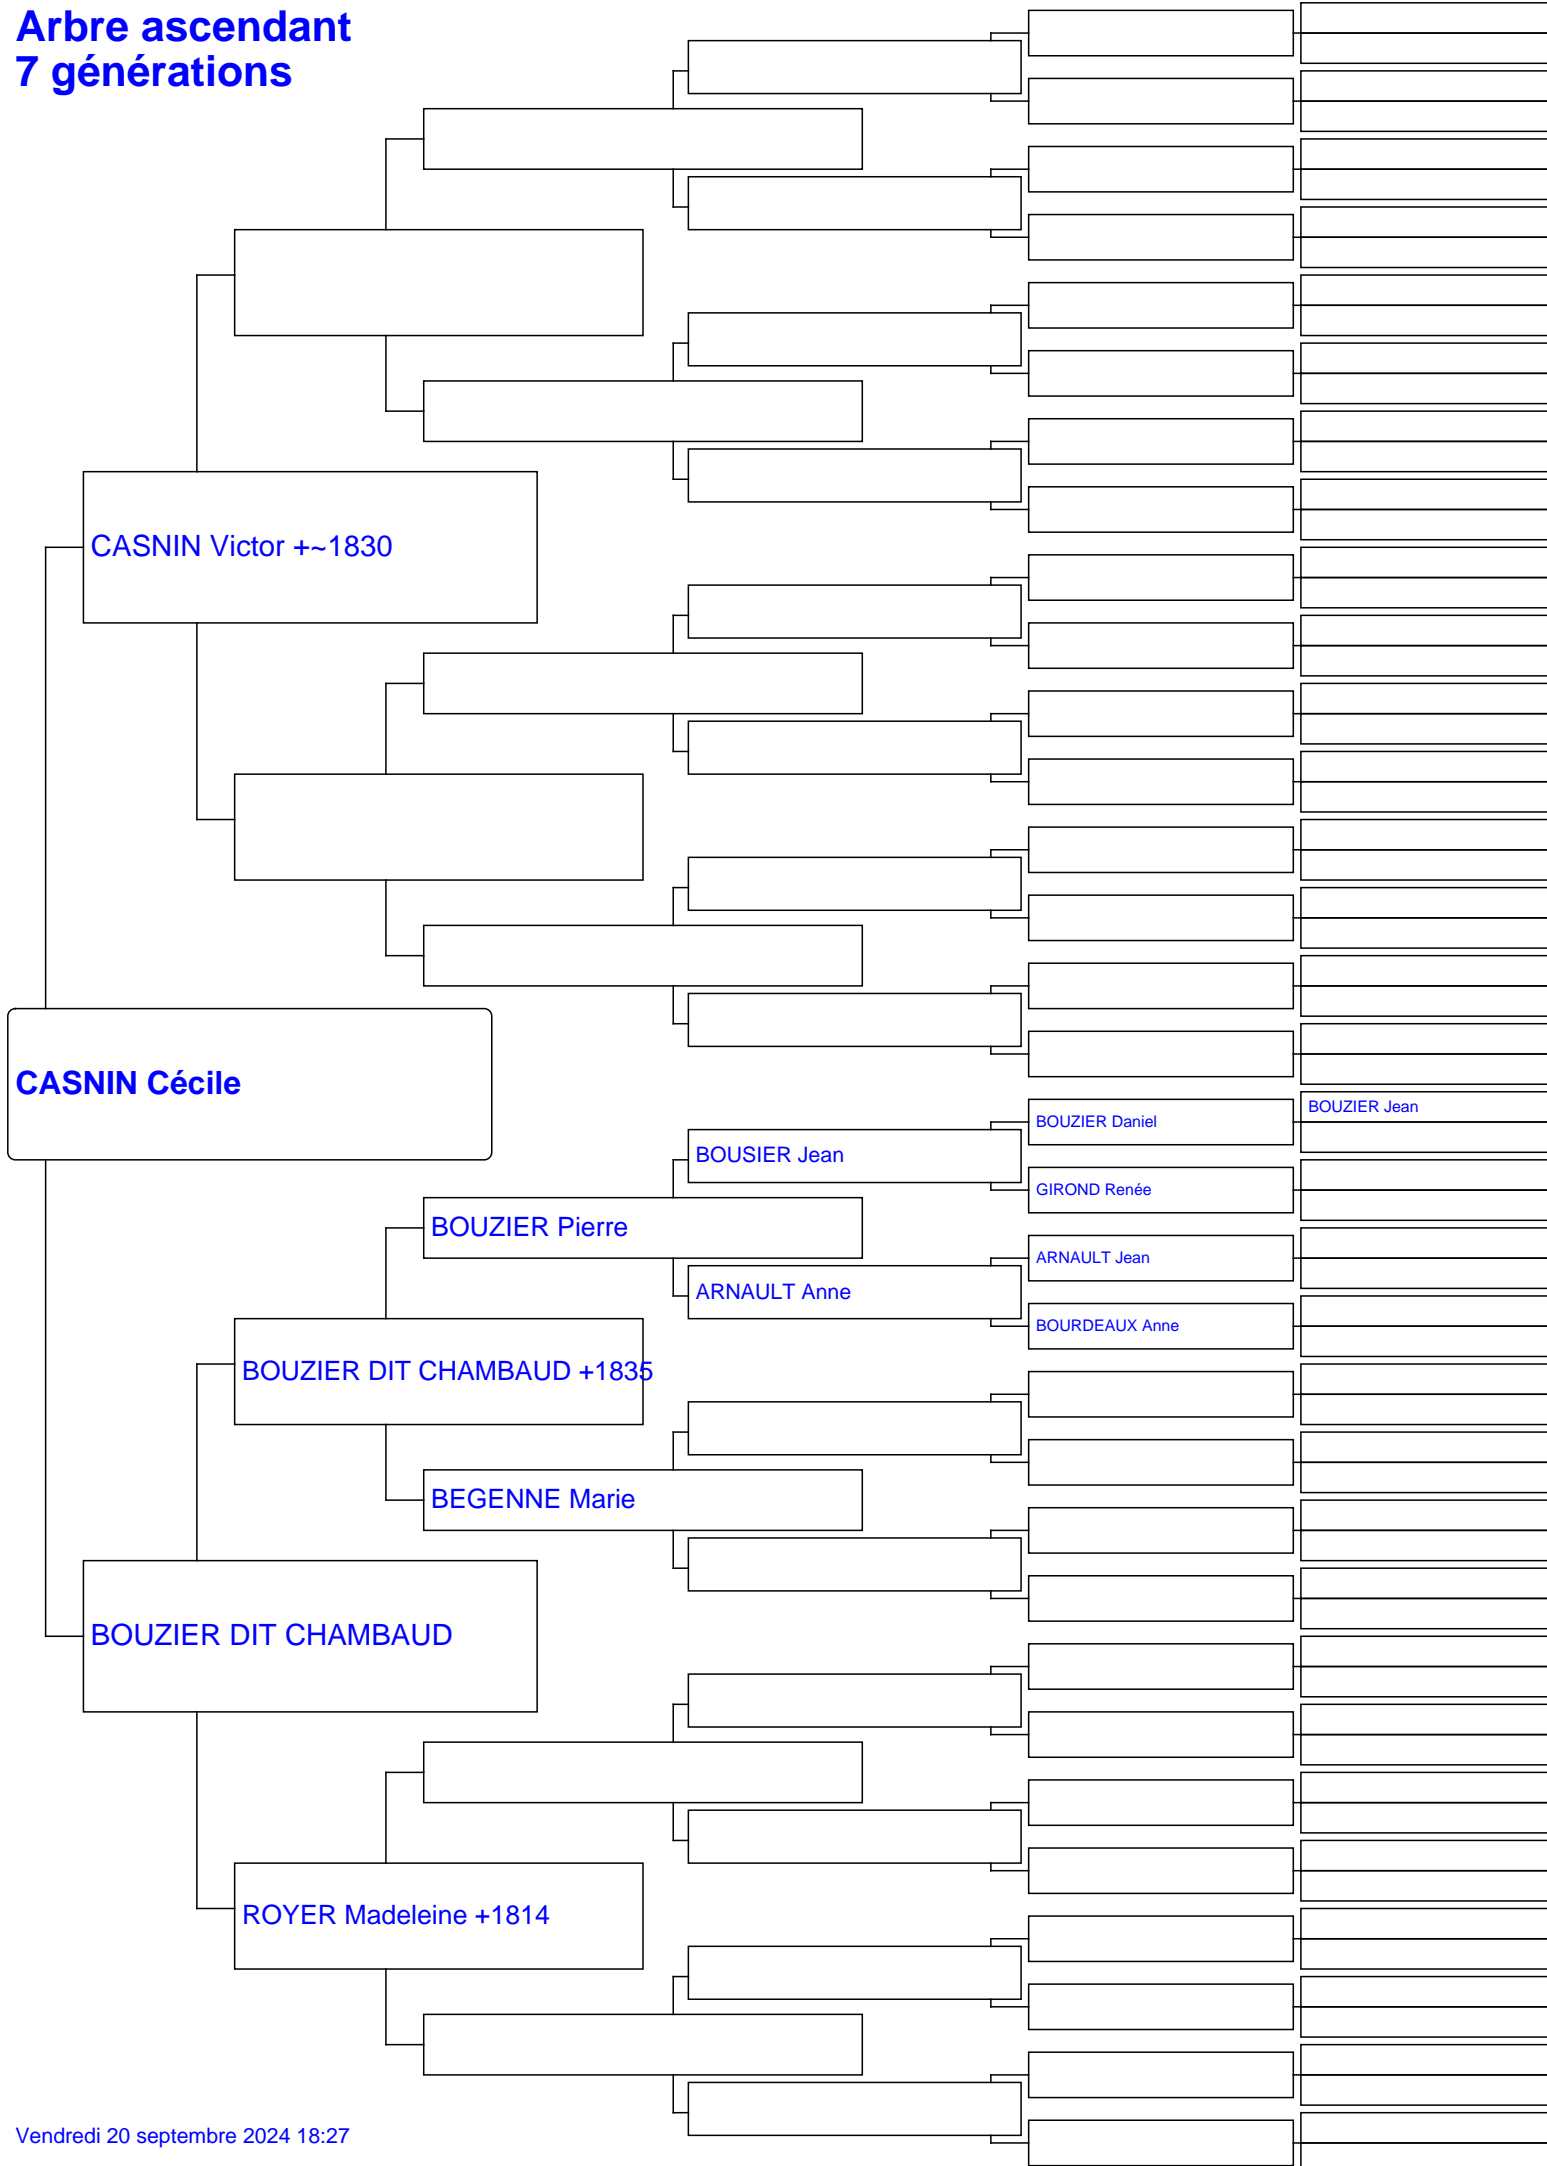 Arbre ascendant
7 générations
CASNIN Victor +~1830
CASNIN Cécile
BOUZIER Jean
BOUZIER Daniel
BOUSIER Jean
GIROND Renée
BOUZIER Pierre
ARNAULT Jean
ARNAULT Anne
BOURDEAUX Anne
BOUZIER DIT CHAMBAUD +1835
BEGENNE Marie
BOUZIER DIT CHAMBAUD
ROYER Madeleine +1814
Vendredi 20 septembre 2024 18:27